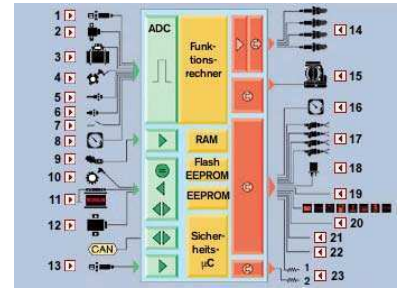 1
2
3
4
5
6
7
8
9
10
11
12
CAN
13
ADC
Funk-
tions-
rechner
RAM
Flash
EEPROM
EEPROM
Sicher-
heits-
µC
14
15
16
17
18
19
20
21
22
1
2
23